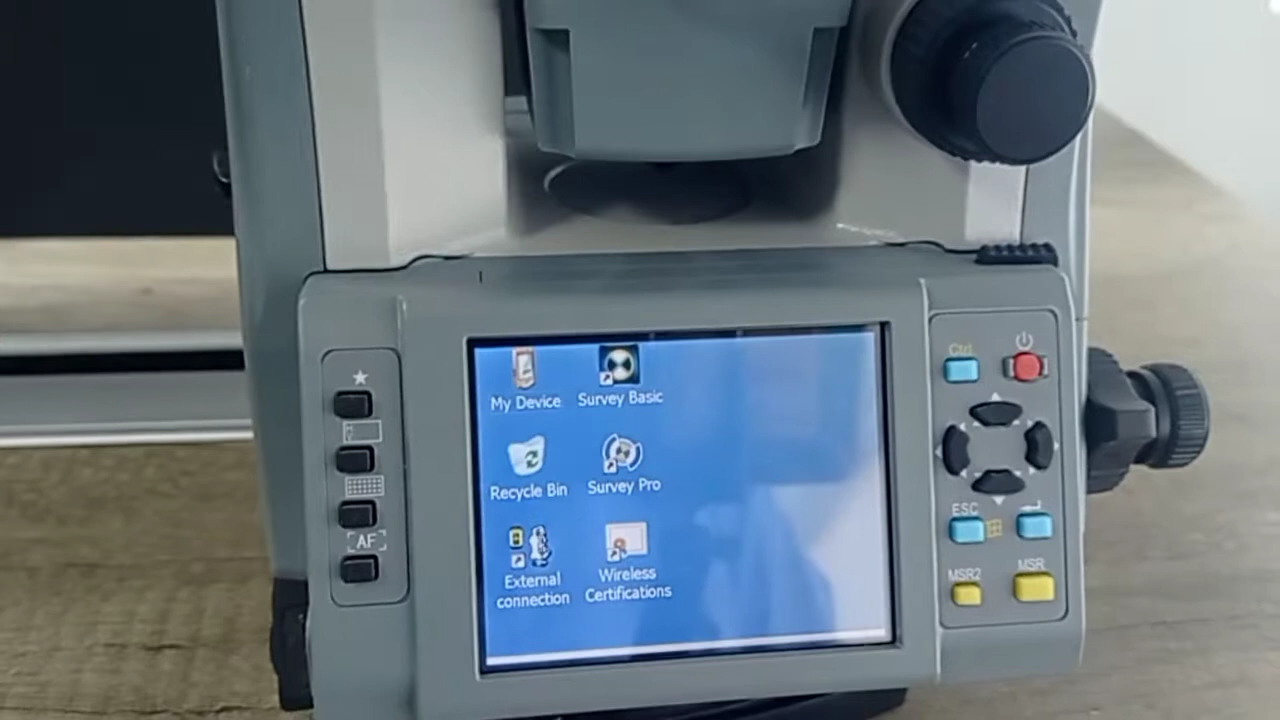 My Device
Survey Basic
Recycle Bin
Survey Pro
External
connection
Wireless
Certifications
AF
Ctrl
ESC
MSR2
MSR